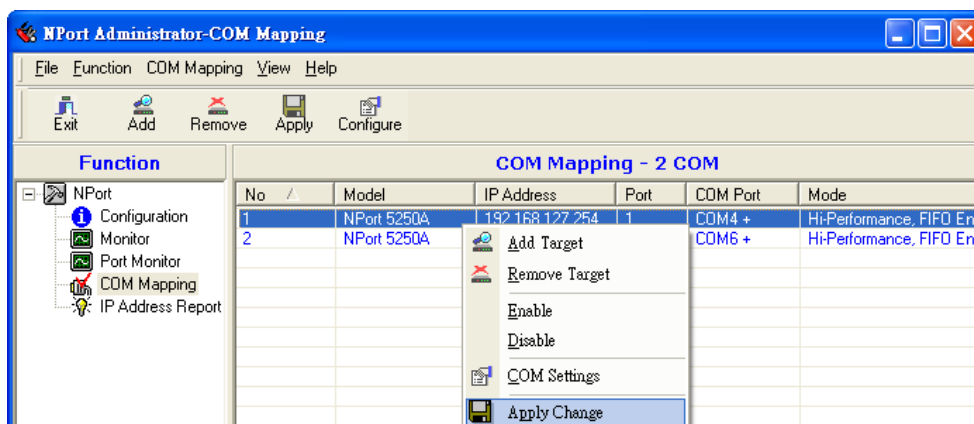 NPort Administrator-COM Mapping
File Function COM Mapping View Help
Exit Add Remove Apply Configure
Function
NPort
Configuration
Monitor
Port Monitor
COM Mapping
IP Address Report
COM Mapping - 2 COM
No Model IP Address Port COM Port Mode
1 NPort 5250A 192.168.127.254 1 COM4 + Hi-Performance, FIFO En
2 NPort 5250A COM6 + Hi-Performance, FIFO En
Add Target
Remove Target
Enable
Disable
COM Settings
Apply Change